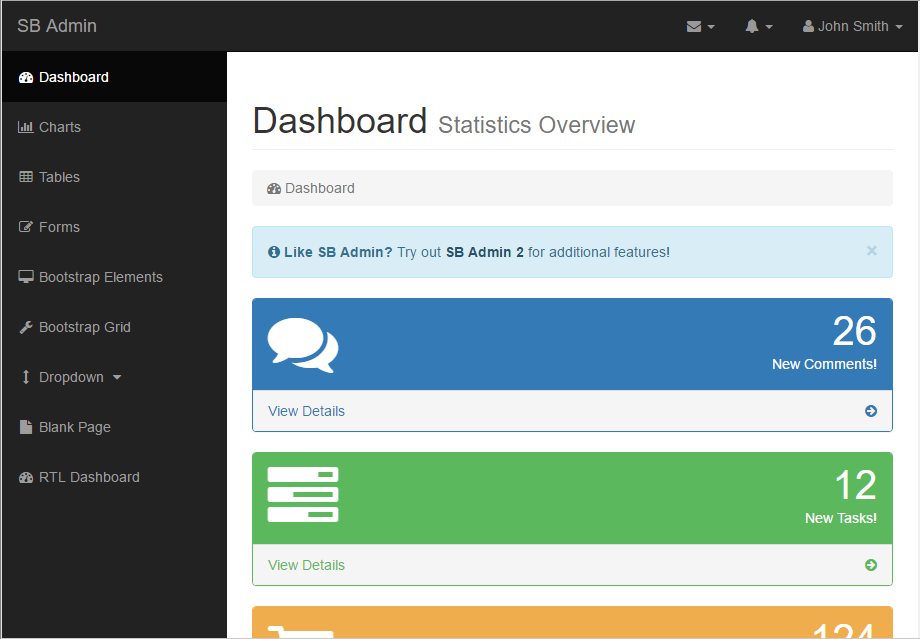 SB Admin
John Smith
Dashboard
Charts
Tables
Forms
Bootstrap Elements
Bootstrap Grid
Dropdown
Blank Page
RTL Dashboard
Dashboard Statistics Overview
Dashboard
Like SB Admin? Try out SB Admin 2 for additional features!
×
26
New Comments!
View Details
12
New Tasks!
View Details
124